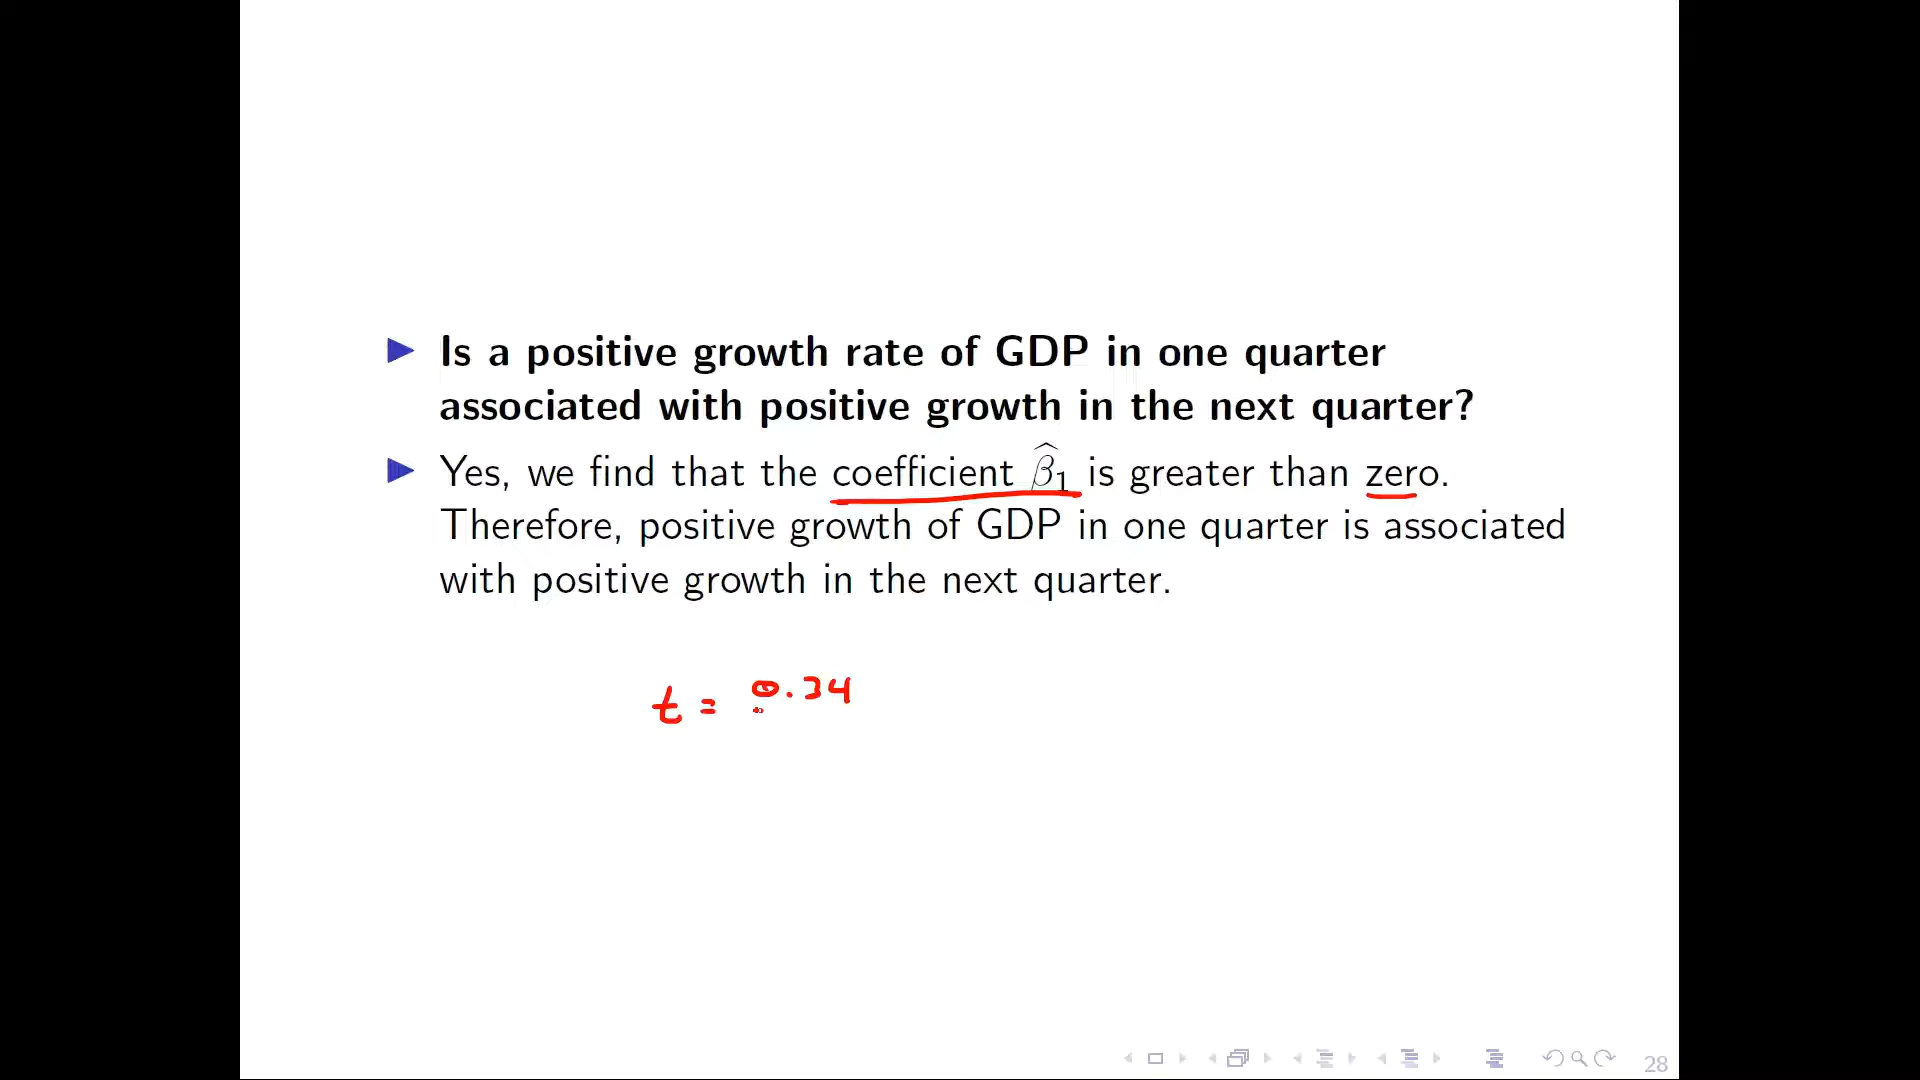 Is a positive growth rate of GDP in one quarter
associated with positive growth in the next quarter?
Yes, we find that the coefficient β̂₁ is greater than zero.
Therefore, positive growth of GDP in one quarter is associated
with positive growth in the next quarter.
t = 0.34
28